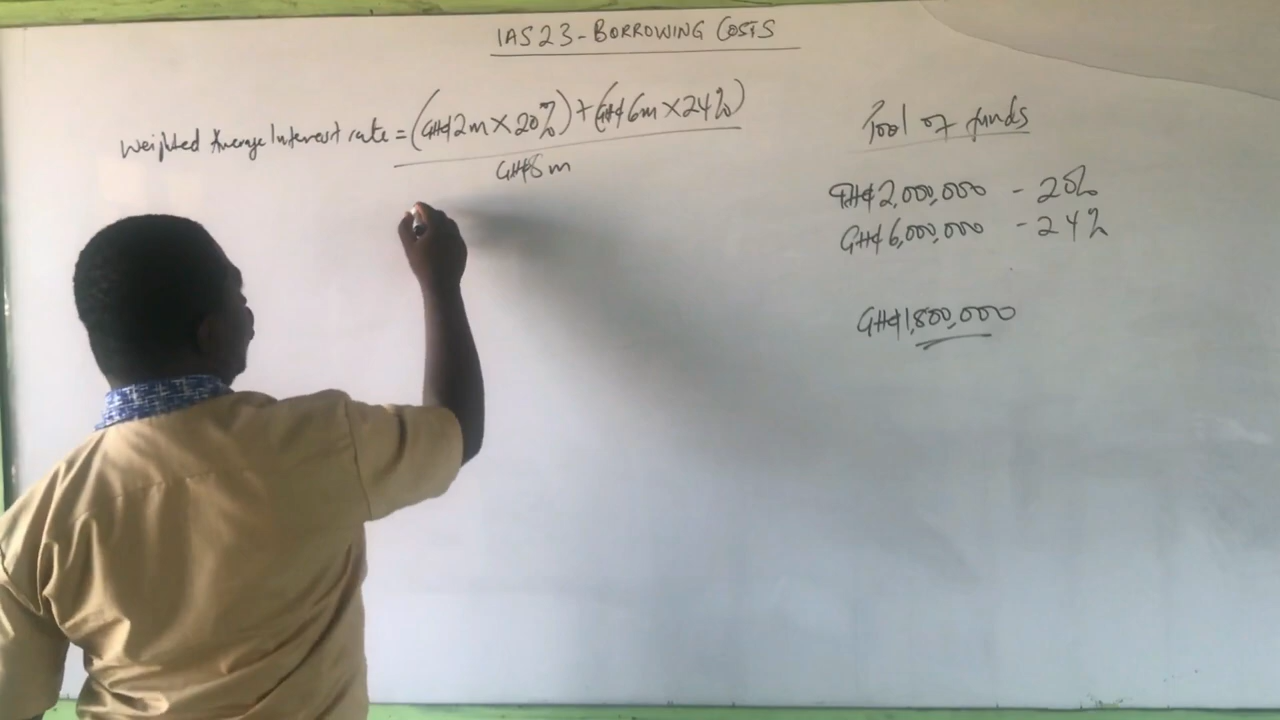 IAS 23 - BORROWING COSTS
Weighted Average Interest rate = (GH¢2m X 20%) + (GH¢6m X 24%)
GH¢8m
Pool of funds
GH¢2,000,000 - 20%
GH¢6,000,000 - 24%
GH¢1,800,000